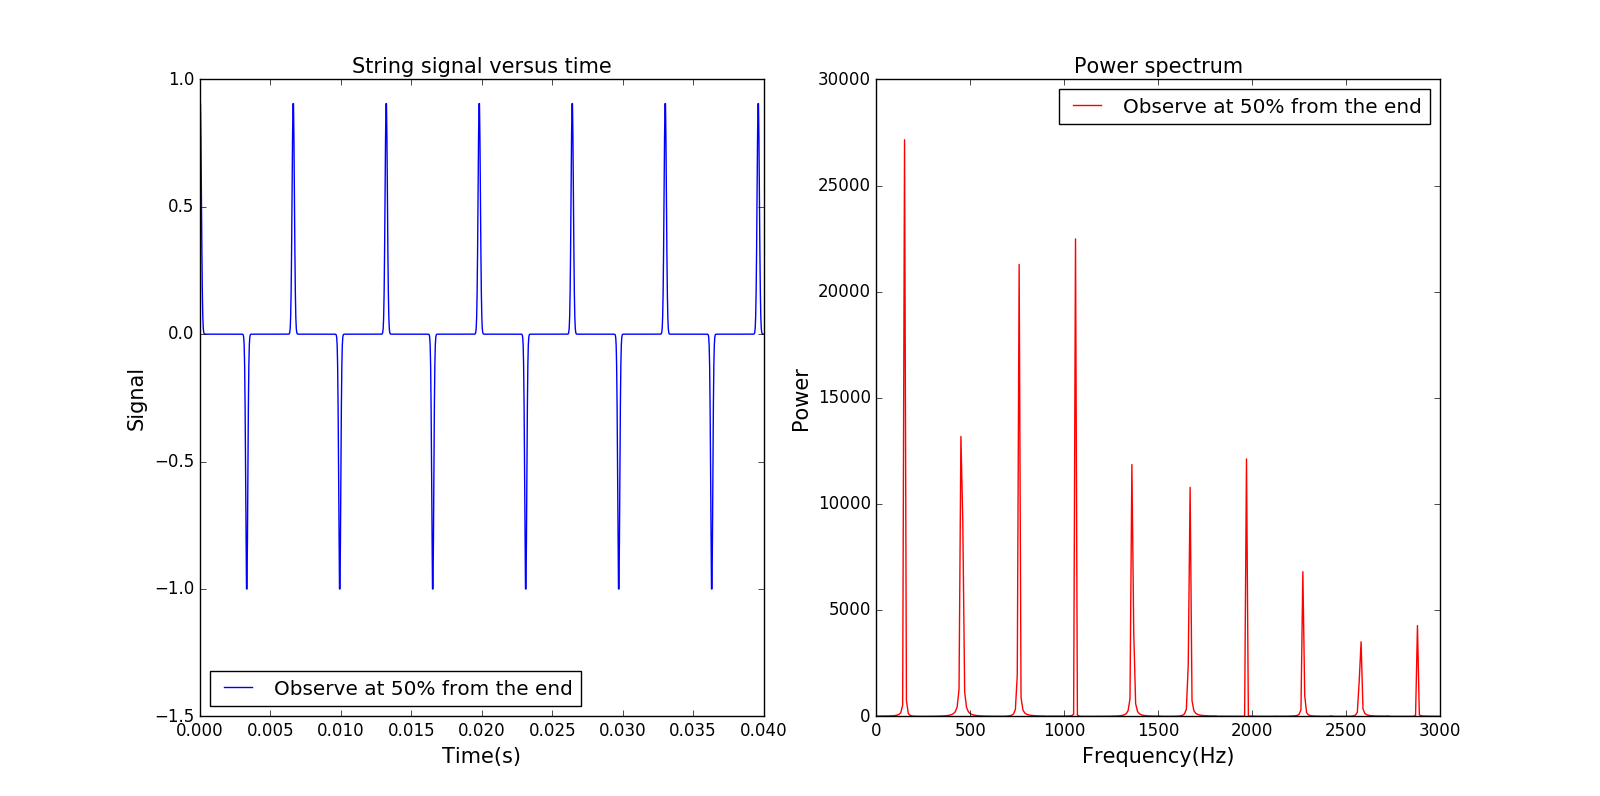 String signal versus time
1.0
0.5
0.0
−0.5
−1.0
−1.5
Signal
Observe at 50% from the end
0.000 0.005 0.010 0.015 0.020 0.025 0.030 0.035 0.040
Time(s)
Power spectrum
30000
25000
20000
15000
10000
5000
0
Power
Observe at 50% from the end
0 500 1000 1500 2000 2500 3000
Frequency(Hz)